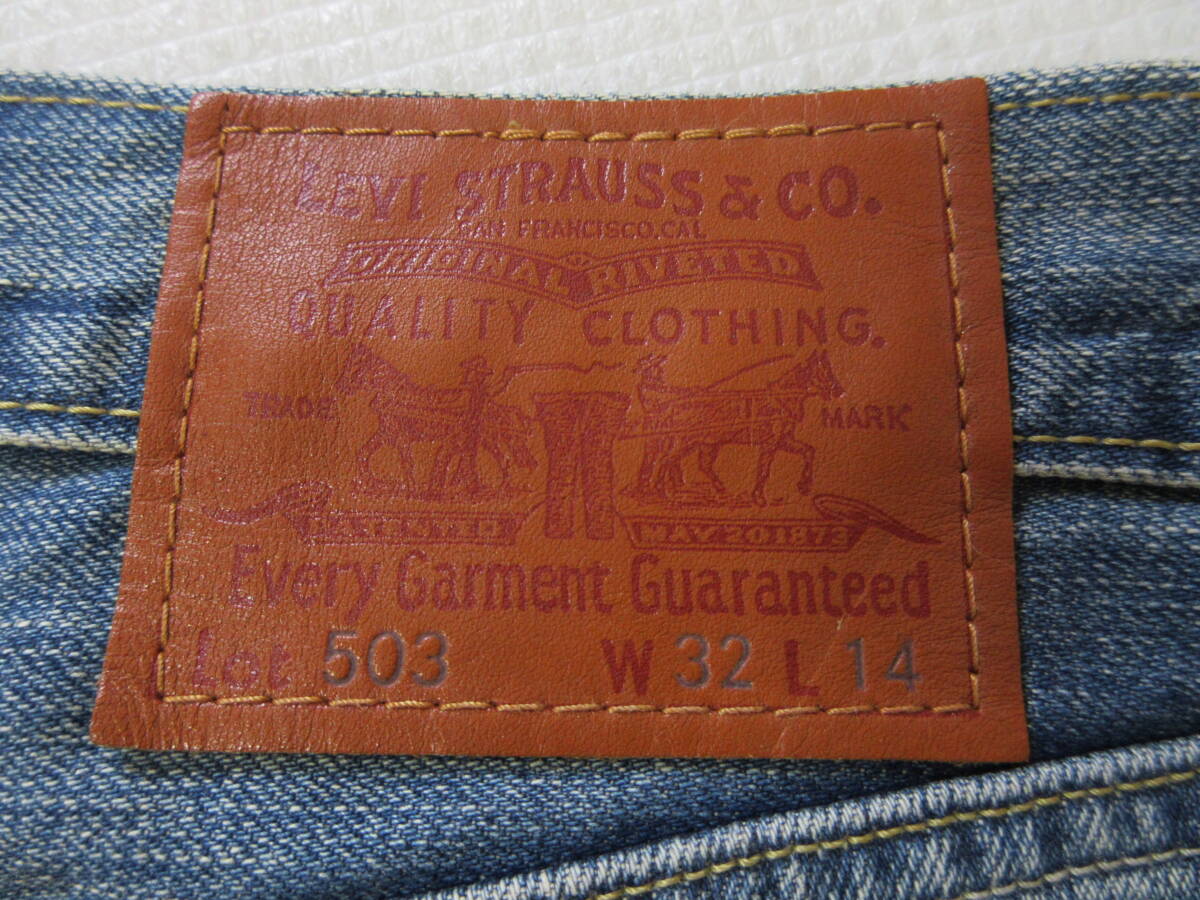 LEVI STRAUSS & CO.
SAN FRANCISCO.CAL
ORIGINAL RIVETED
QUALITY CLOTHING.
TRADE MARK
PATENTED MAY 20 1873
Every Garment Guaranteed
Lot 503 W 32 L 14